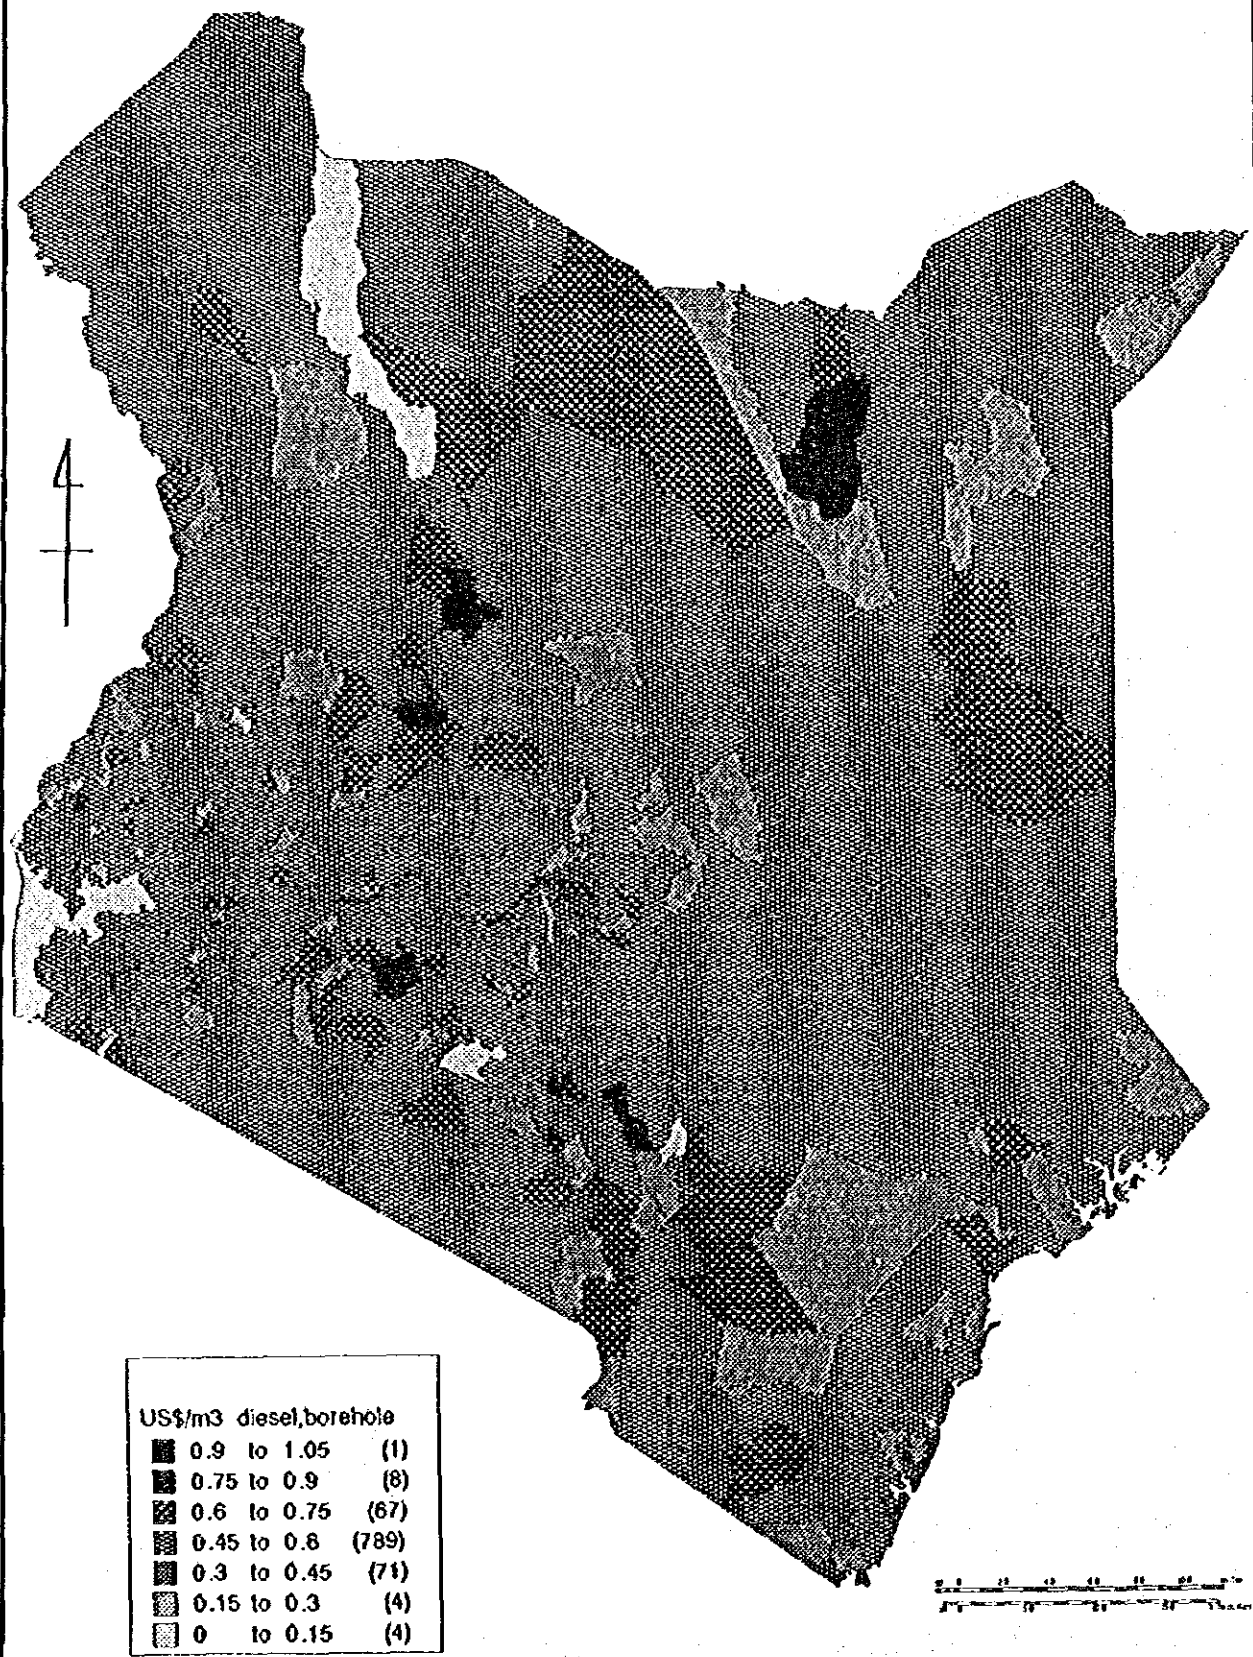 US$/m3 diesel,borehole
0.9 to 1.05 (1)
0.75 to 0.9 (8)
0.6 to 0.75 (67)
0.45 to 0.8 (789)
0.3 to 0.45 (71)
0.15 to 0.3 (4)
0 to 0.15 (4)